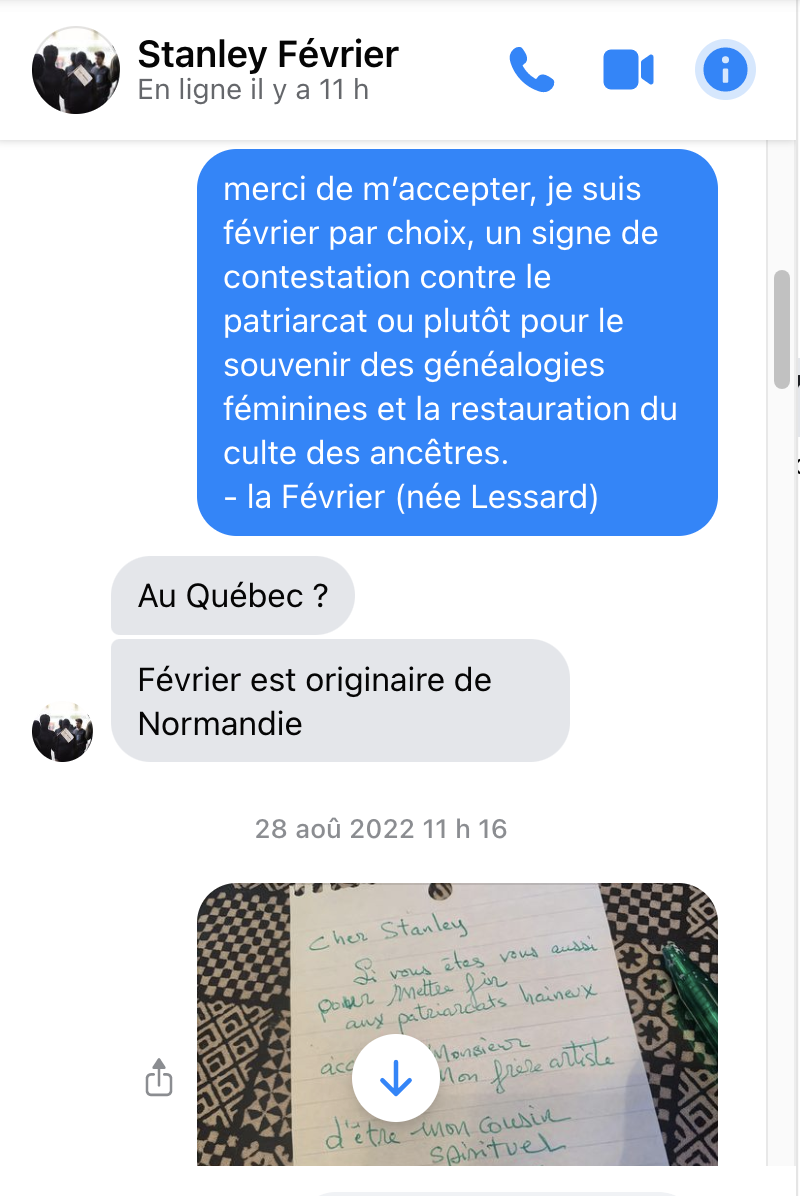 Stanley Février
En ligne il y a 11 h
merci de m’accepter, je suis
février par choix, un signe de
contestation contre le
patriarcat ou plutôt pour le
souvenir des généalogies
féminines et la restauration du
culte des ancêtres.
- la Février (née Lessard)
Au Québec ?
Février est originaire de
Normandie
28 aoû 2022 11 h 16
Cher Stanley
Si vous êtes vous aussi
pour mettre fin
aux patriarcats haineux
Monsieur
Mon frère artiste
d'être mon cousin
spirituel